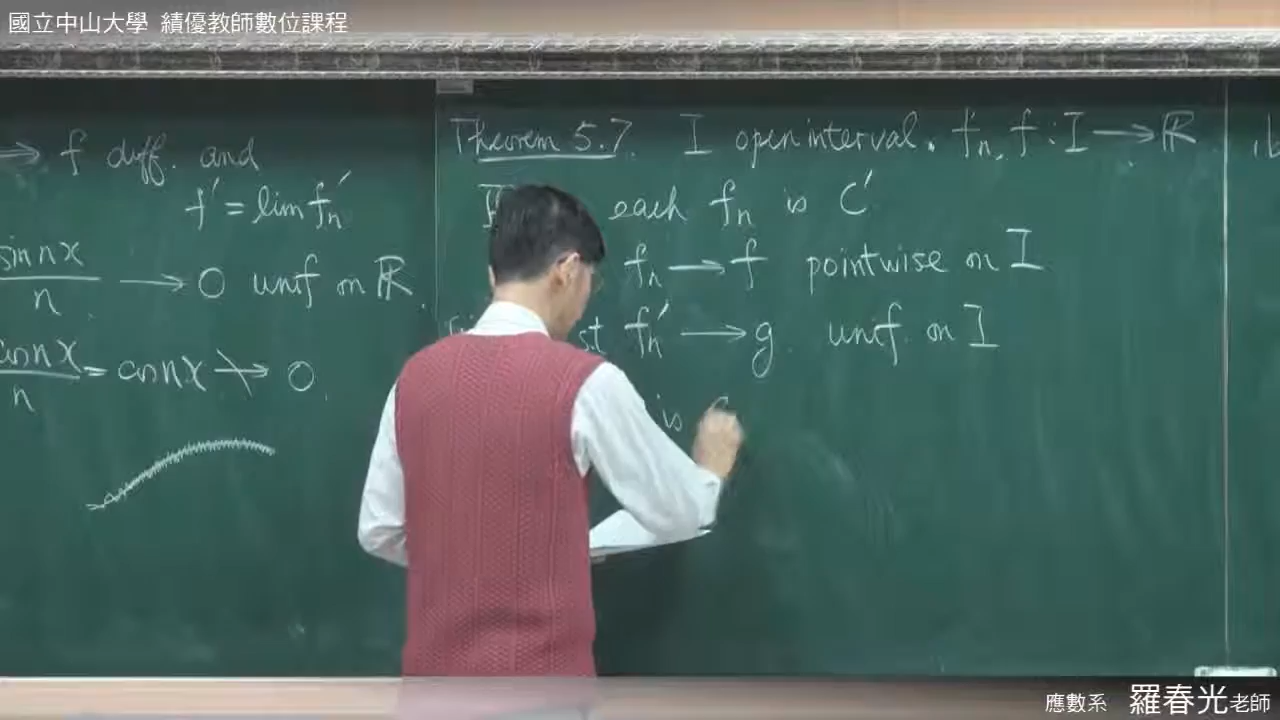 國立中山大學 績優教師數位課程
⇒ f diff. and
f' = lim fn'
sin nx / n → 0 unif on ℝ.
cos nx / n = cos nx ↛ 0.
Theorem 5.7. I open interval. fn, f : I → ℝ
each fn is C'
fn → f pointwise on I
st fn' → g. unif. on I
is
應數系 羅春光老師